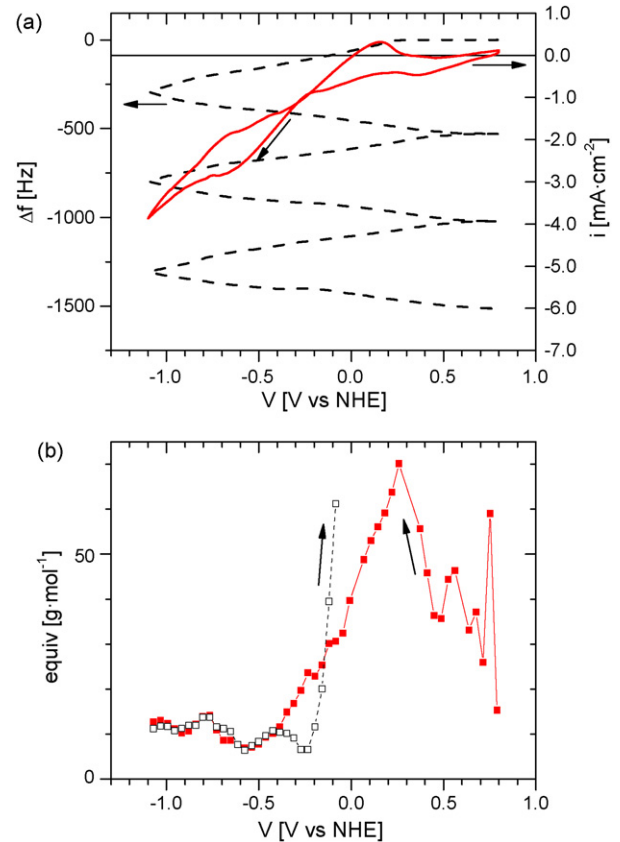 (a)
0
-500
-1000
-1500
Δf [Hz]
1.0
0.0
-1.0
-2.0
-3.0
-4.0
-5.0
-6.0
-7.0
i [mA·cm⁻²]
-1.0 -0.5 0.0 0.5 1.0
V [V vs NHE]
(b)
50
0
equiv [g·mol⁻¹]
-1.0 -0.5 0.0 0.5 1.0
V [V vs NHE]